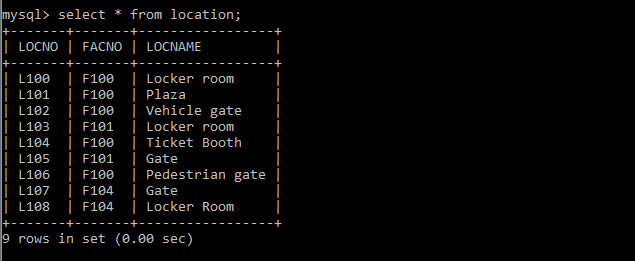 mysql> select * from location;
+-------+-------+-----------------+
| LOCNO | FACNO | LOCNAME         |
+-------+-------+-----------------+
| L100  | F100  | Locker room     |
| L101  | F100  | Plaza           |
| L102  | F100  | Vehicle gate    |
| L103  | F101  | Locker room     |
| L104  | F100  | Ticket Booth    |
| L105  | F101  | Gate            |
| L106  | F100  | Pedestrian gate |
| L107  | F104  | Gate            |
| L108  | F104  | Locker Room     |
+-------+-------+-----------------+
9 rows in set (0.00 sec)